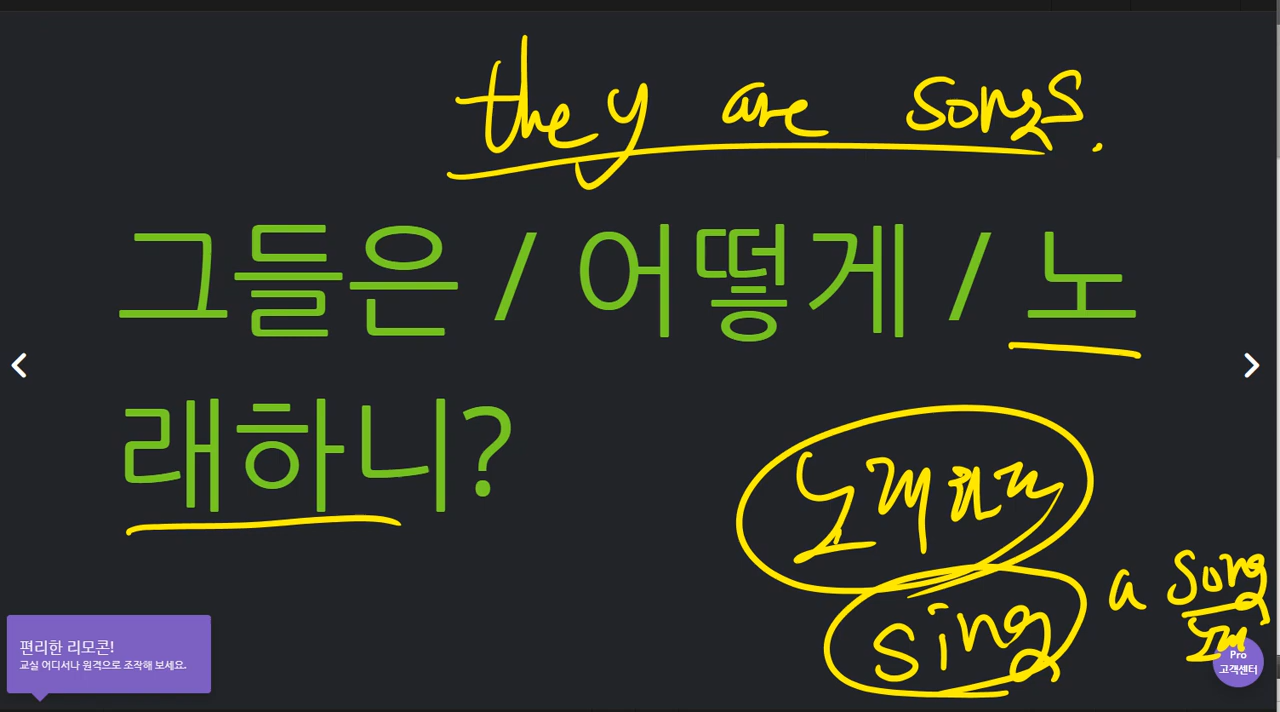 they are songs.
그들은 / 어떻게 / 노
래하니?
노래하다
sing
a song
노래
편리한 리모콘!
교실 어디서나 원격으로 조작해 보세요.
Pro
고객센터